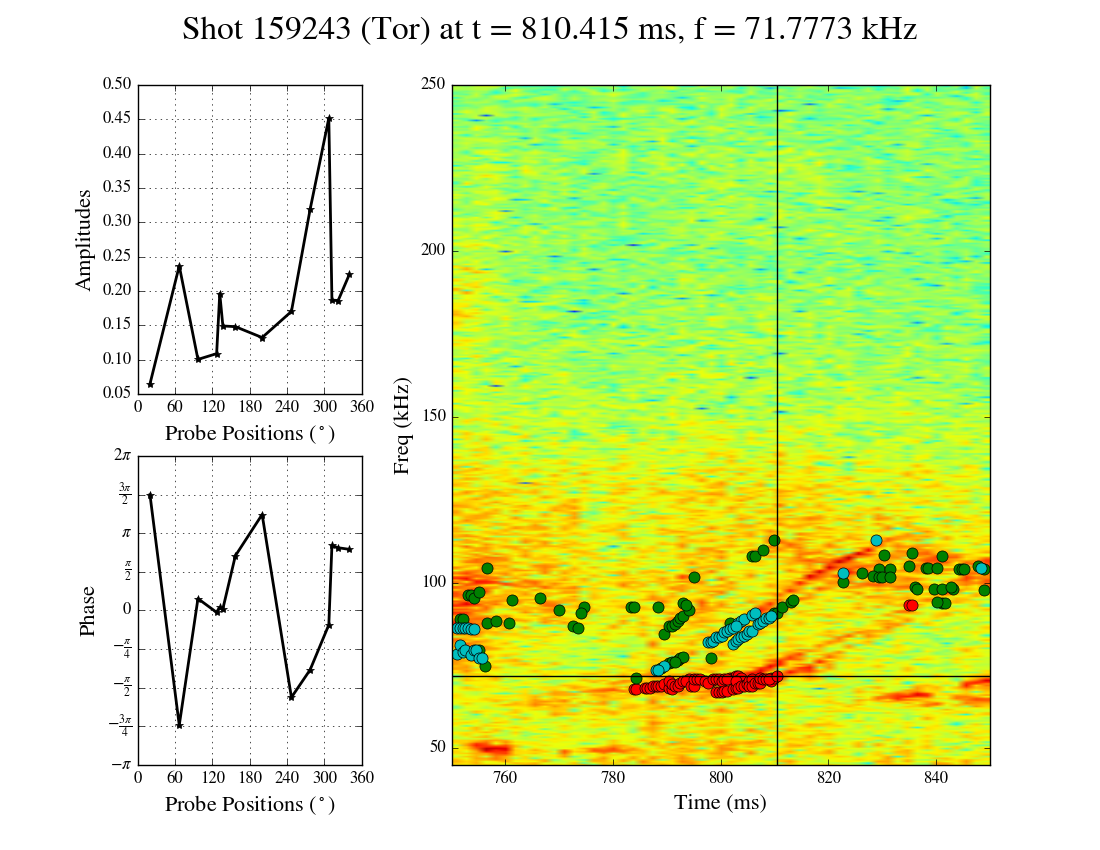 Shot 159243 (Tor) at t = 810.415 ms, f = 71.7773 kHz
0.50
0.45
0.40
0.35
0.30
0.25
0.20
0.15
0.10
0.05
Amplitudes
0 60 120 180 240 300 360
Probe Positions (°)
2π
3π/2
π
π/2
0
−π/4
−π/2
−3π/4
−π
Phase
0 60 120 180 240 300 360
Probe Positions (°)
250
200
150
100
50
Freq (kHz)
760 780 800 820 840
Time (ms)